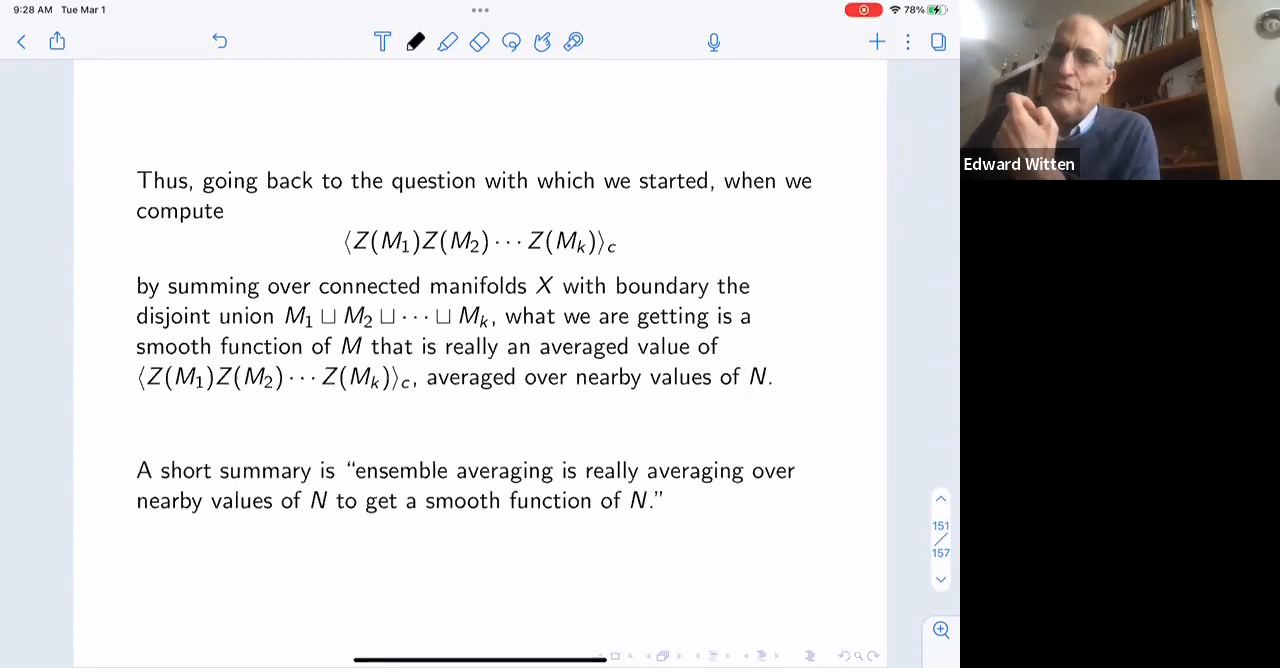 9:28 AM Tue Mar 1
78%
Thus, going back to the question with which we started, when we
compute
⟨Z(M₁)Z(M₂)···Z(Mₖ)⟩_c
by summing over connected manifolds X with boundary the
disjoint union M₁ ⊔ M₂ ⊔ ··· ⊔ Mₖ, what we are getting is a
smooth function of M that is really an averaged value of
⟨Z(M₁)Z(M₂)···Z(Mₖ)⟩_c, averaged over nearby values of N.
A short summary is “ensemble averaging is really averaging over
nearby values of N to get a smooth function of N.”
151
157
Edward Witten